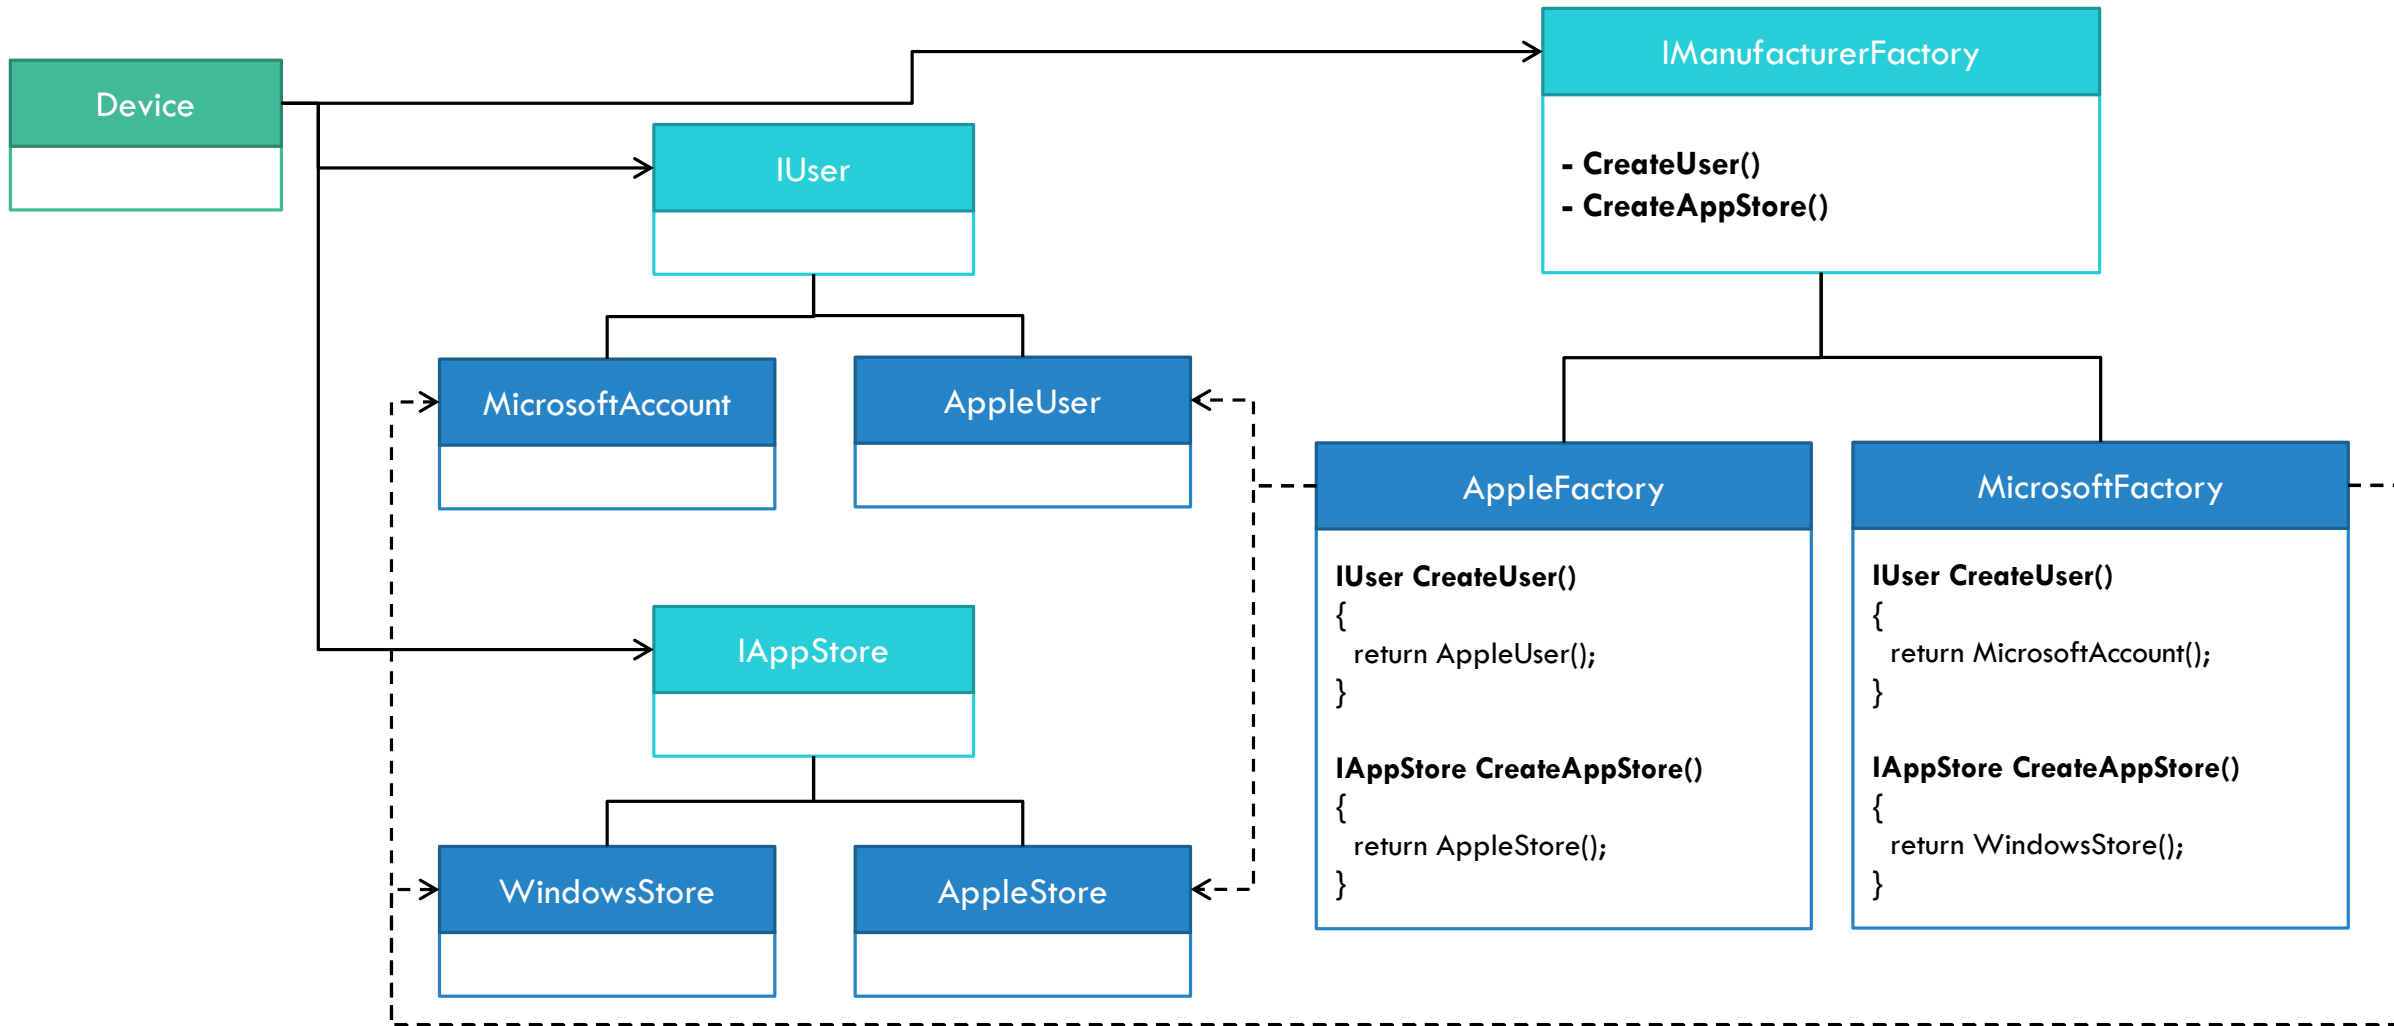 Device
IManufacturerFactory
- CreateUser()
- CreateAppStore()
IUser
MicrosoftAccount
AppleUser
IAppStore
WindowsStore
AppleStore
AppleFactory
IUser CreateUser()
{
return AppleUser();
}
IAppStore CreateAppStore()
{
return AppleStore();
}
MicrosoftFactory
IUser CreateUser()
{
return MicrosoftAccount();
}
IAppStore CreateAppStore()
{
return WindowsStore();
}